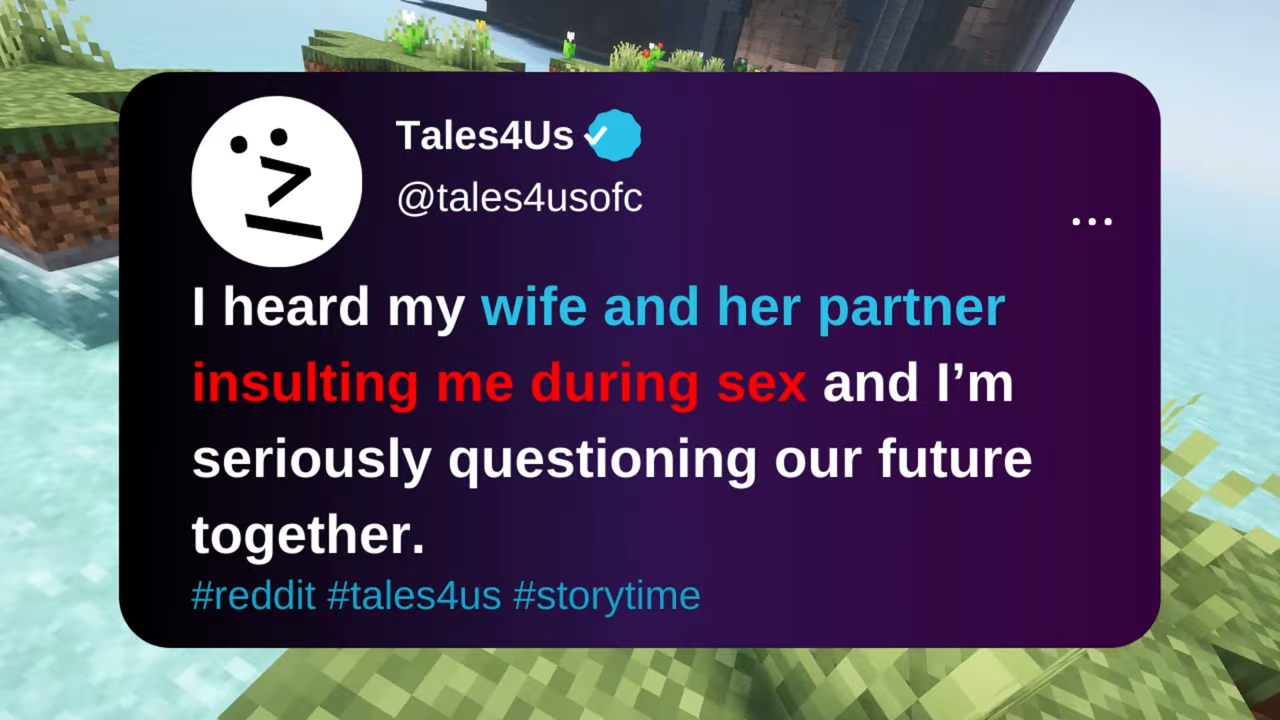 Tales4Us
@tales4usofc
...
I heard my wife and her partner
insulting me during sex and I’m
seriously questioning our future
together.
#reddit #tales4us #storytime